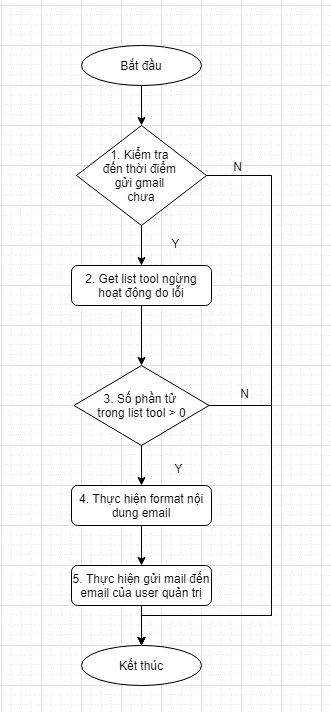 Bắt đầu
1. Kiểm tra
đến thời điểm
gửi gmail
chưa
N
Y
2. Get list tool ngừng
hoạt động do lỗi
3. Số phần tử
trong list tool > 0
N
Y
4. Thực hiện format nội
dung email
5. Thực hiện gửi mail đến
email của user quản trị
Kết thúc